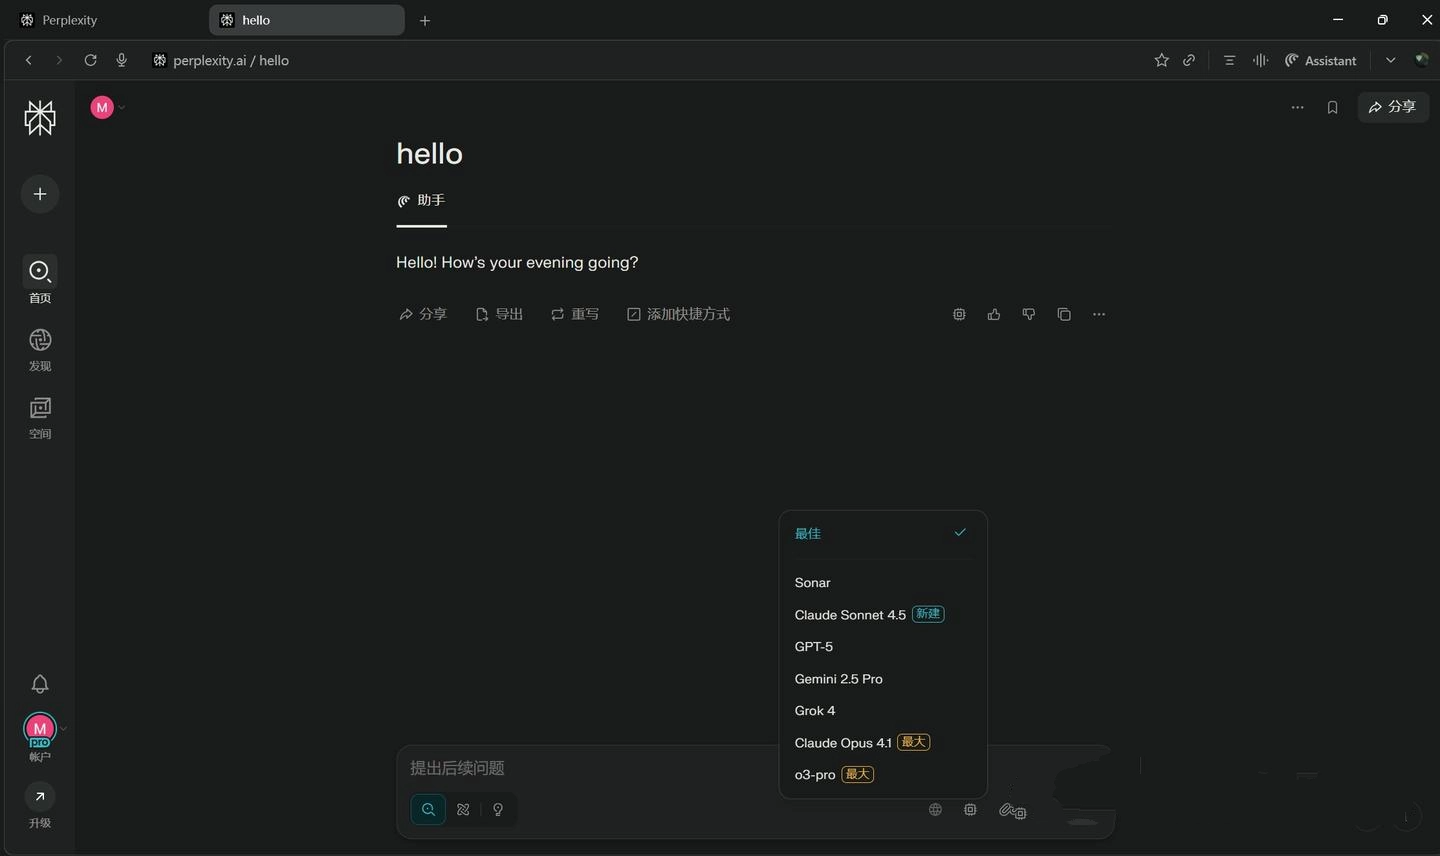 Perplexity
hello
perplexity.ai / hello
Assistant
M
分享
hello
助手
Hello! How's your evening going?
分享
导出
重写
添加快捷方式
首页
发现
空间
最佳
Sonar
Claude Sonnet 4.5 新建
GPT-5
Gemini 2.5 Pro
Grok 4
Claude Opus 4.1 最大
o3-pro 最大
M
pro
帐户
升级
提出后续问题